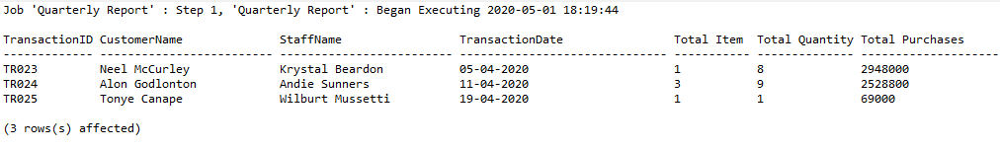 Job 'Quarterly Report' : Step 1, 'Quarterly Report' : Began Executing 2020-05-01 18:19:44
TransactionID CustomerName StaffName TransactionDate Total Item Total Quantity Total Purchases
------------- ------------------------- ------------------------- ------------------------------ ----------- -------------- --------------------
TR023 Neel McCurley Krystal Beardon 05-04-2020 1 8 2948000
TR024 Alon Godlonton Andie Sunners 11-04-2020 3 9 2528800
TR025 Tonye Canape Wilburt Mussetti 19-04-2020 1 1 69000
(3 rows(s) affected)